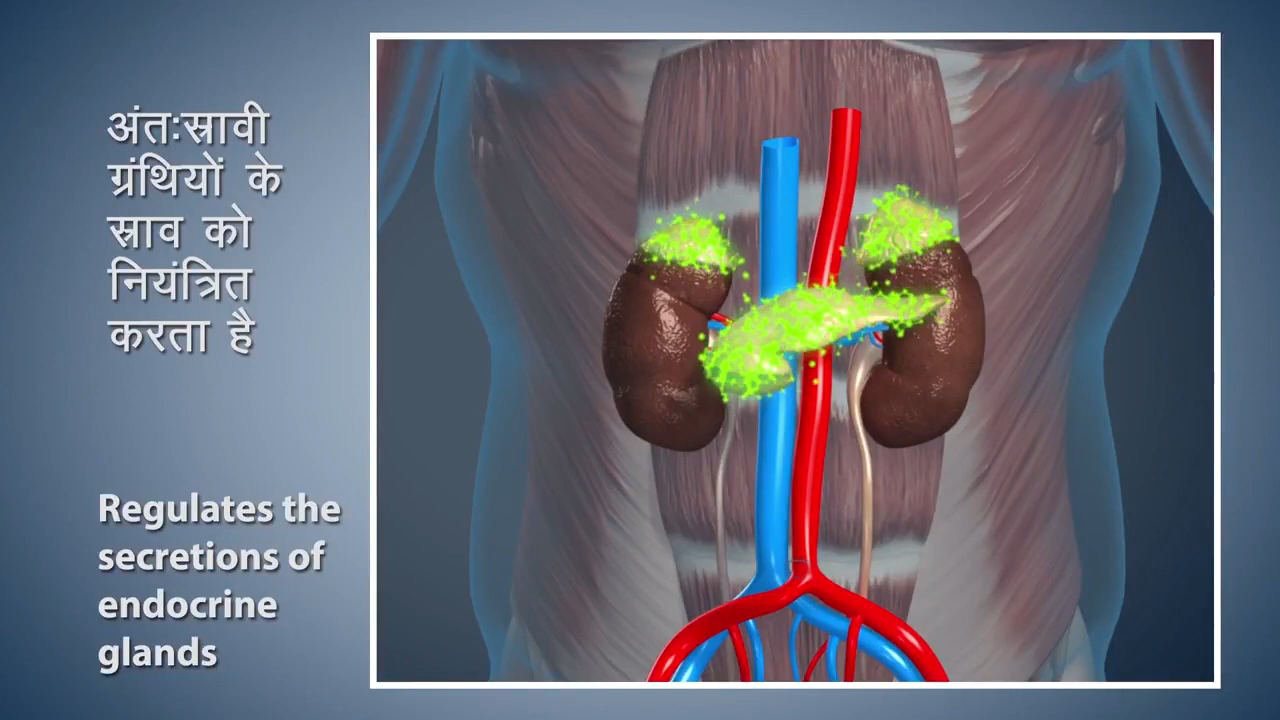 अंतःस्रावी
ग्रंथियों के
स्राव को
नियंत्रित
करता है
Regulates the
secretions of
endocrine
glands